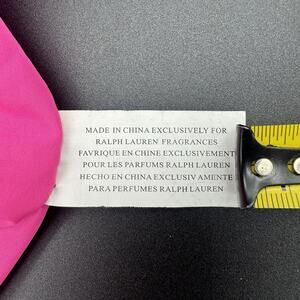 MADE IN CHINA EXCLUSIVELY FOR
RALPH LAUREN FRAGRANCES
FAVRIQUE EN CHINE EXCLUSIVEMENT
POUR LES PARFUMS RALPH LAUREN
HECHO EN CHINA EXCLUSIV AMENTE
PARA PERFUMES RALPH LAUREN